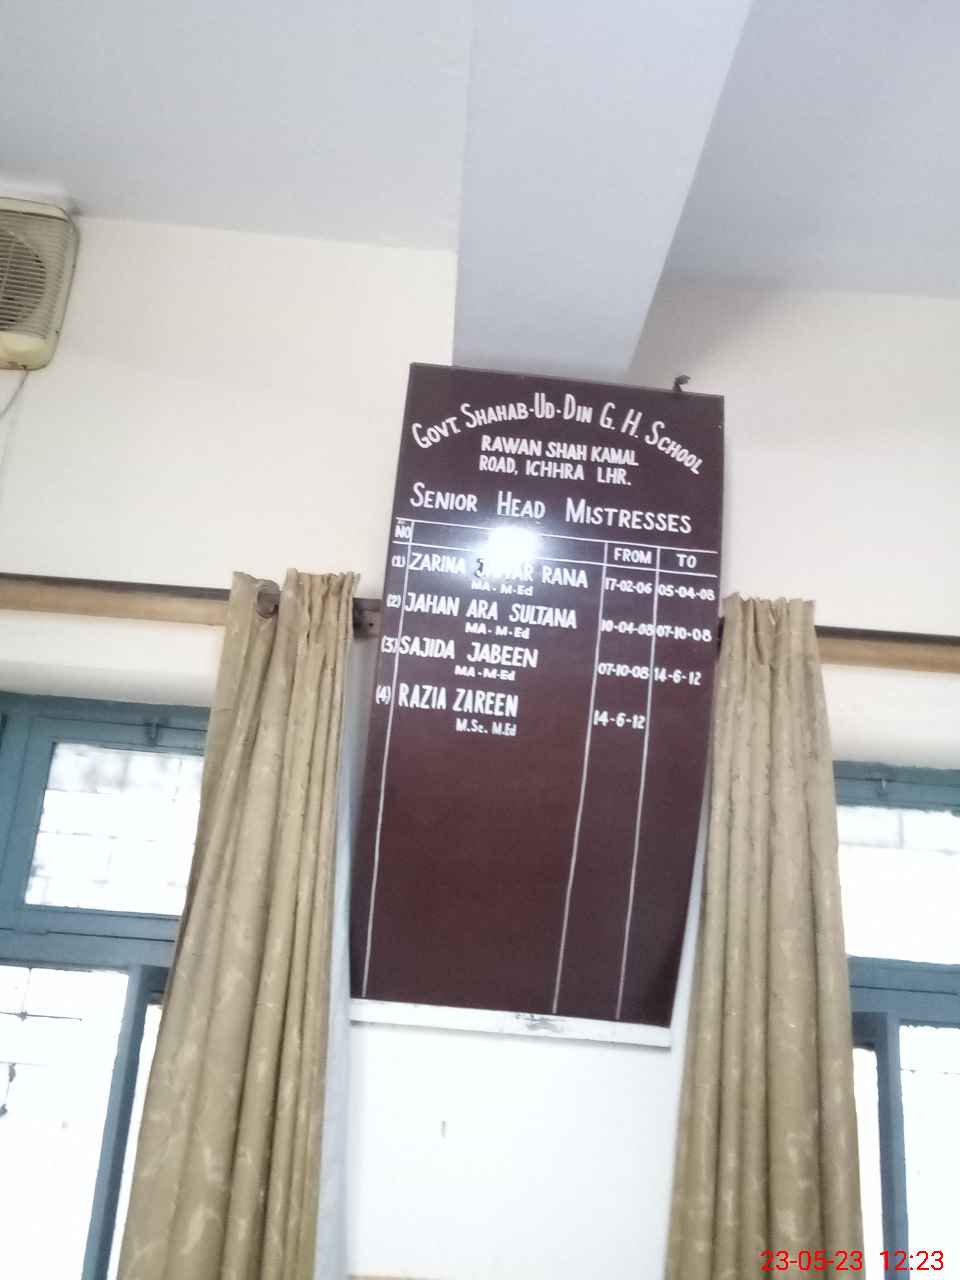 GOVT. SHAHAB-UD-DIN G. H. SCHOOL
RAWAN SHAH KAMAL
ROAD, ICHHRA LHR.
SENIOR HEAD MISTRESSES
NO FROM TO
(1) ZARINA RANA 17-02-06 05-04-08
MA - M-Ed
(2) JAHAN ARA SULTANA 10-04-08 07-10-08
MA - M-Ed
(3) SAJIDA JABEEN 07-10-08 14-6-12
MA - M-Ed
(4) RAZIA ZAREEN 14-6-12
M.Sc. M.Ed
23-05-23 12:23